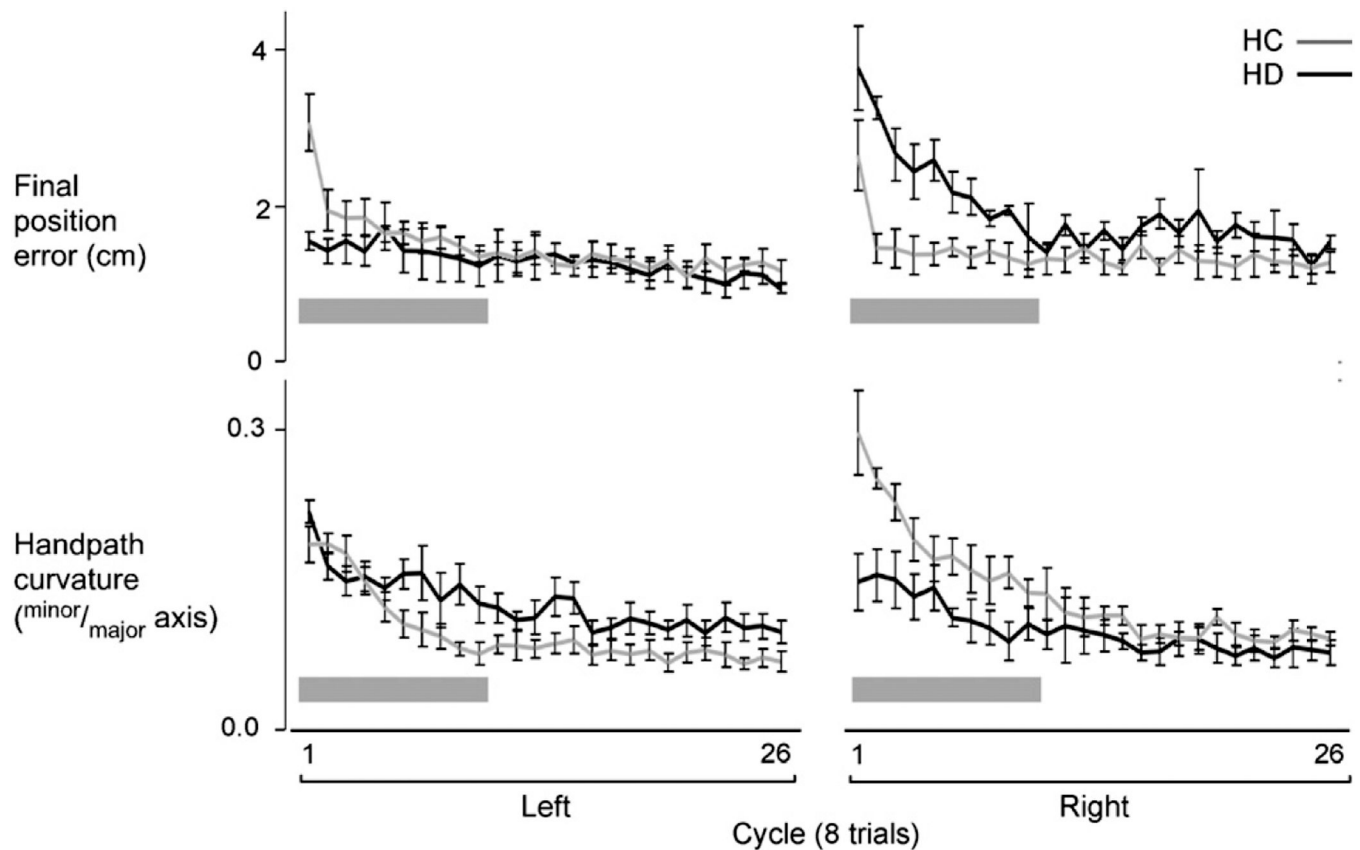 4
HC
HD
Final
position
error (cm)
2
0
0.3
Handpath
curvature
(minor/major axis)
0.0
1
26
1
26
Left
Right
Cycle (8 trials)